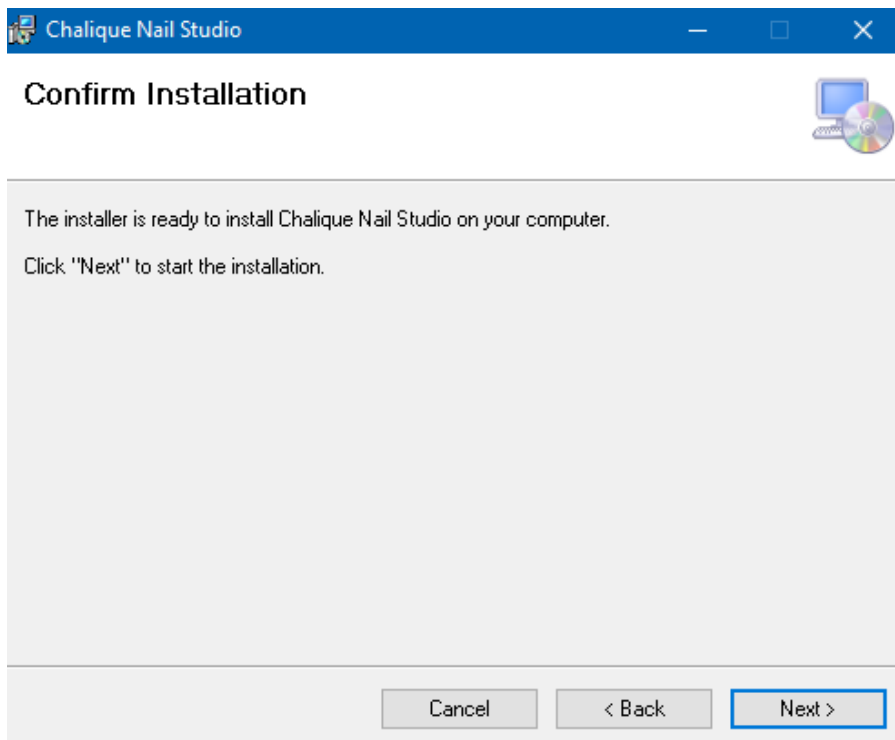 Chalique Nail Studio
Confirm Installation
The installer is ready to install Chalique Nail Studio on your computer.
Click "Next" to start the installation.
Cancel
< Back
Next >